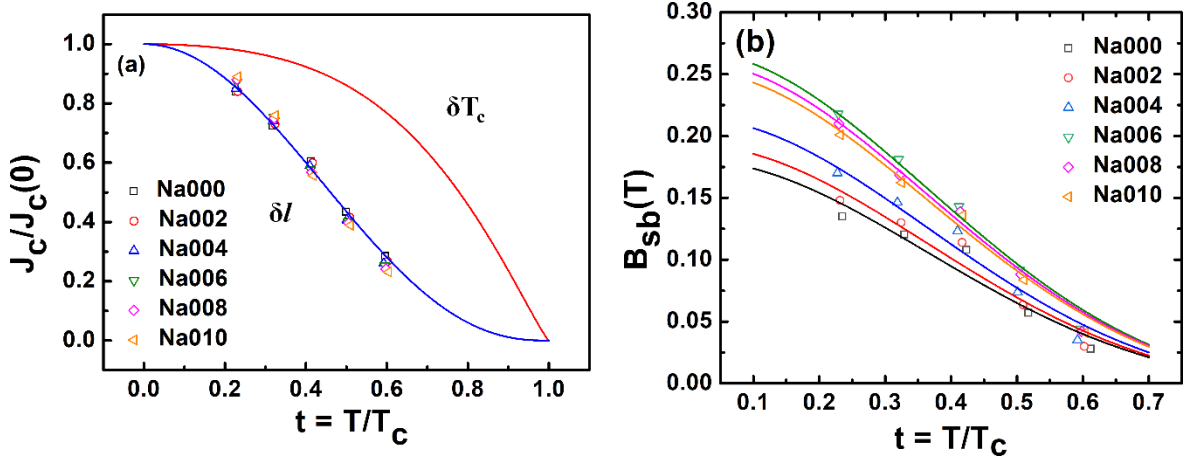 (a)
1.0
0.8
0.6
0.4
0.2
0.0
J_C/J_C(0)
δT_c
δl
Na000
Na002
Na004
Na006
Na008
Na010
0.0 0.2 0.4 0.6 0.8 1.0
t = T/T_C
(b)
0.30
0.25
0.20
0.15
0.10
0.05
0.00
B_sb(T)
Na000
Na002
Na004
Na006
Na008
Na010
0.1 0.2 0.3 0.4 0.5 0.6 0.7
t = T/T_C